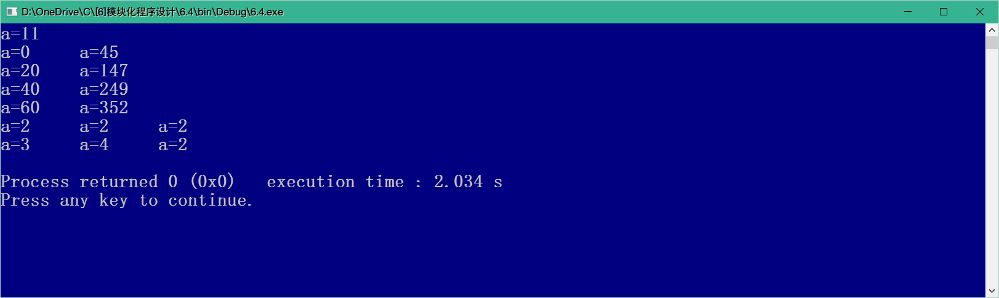 D:\OneDrive\C\[6]模块化程序设计\6.4\bin\Debug\6.4.exe
a=11
a=0     a=45
a=20    a=147
a=40    a=249
a=60    a=352
a=2     a=2     a=2
a=3     a=4     a=2
Process returned 0 (0x0)   execution time : 2.034 s
Press any key to continue.